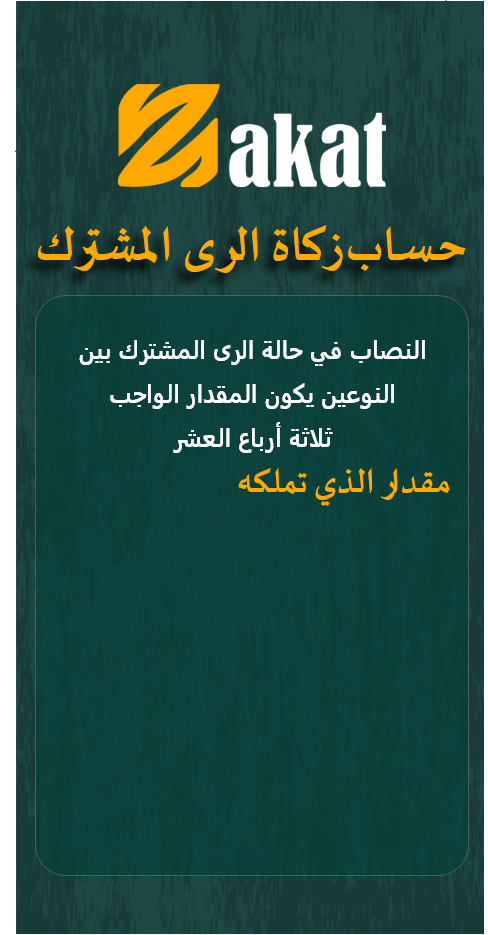 Zakat
حساب زكاة الرى المشترك
النصاب في حالة الرى المشترك بين
النوعين يكون المقدار الواجب
ثلاثة أرباع العشر
مقدار الذي تملكه